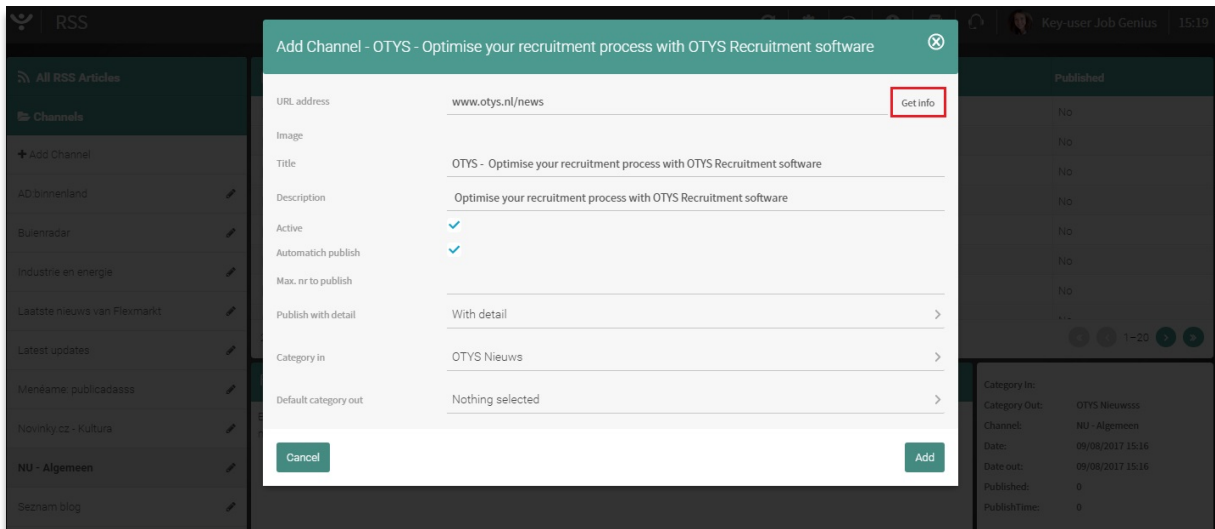 RSS
Key-user Job Genius
15:19
All RSS Articles
Channels
Add Channel
AD:binnenland
Buienradar
Industrie en energie
Laatste nieuws van Flexmarkt
Latest updates
Menéame: publicadasss
Novinky.cz - Kultura
NU - Algemeen
Seznam blog
Add Channel - OTYS - Optimise your recruitment process with OTYS Recruitment software
URL address
www.otys.nl/news
Get info
Image
Title
OTYS - Optimise your recruitment process with OTYS Recruitment software
Description
Optimise your recruitment process with OTYS Recruitment software
Active
Automatich publish
Max. nr to publish
Publish with detail
With detail
Category in
OTYS Nieuws
Default category out
Nothing selected
Cancel
Add
Published
No
No
No
No
No
No
No
1–20
Category in:
Category Out: OTYS Nieuwsss
Channel: NU - Algemeen
Date: 09/08/2017 15:16
Date out: 09/08/2017 15:16
Published: 0
PublishTime: 0